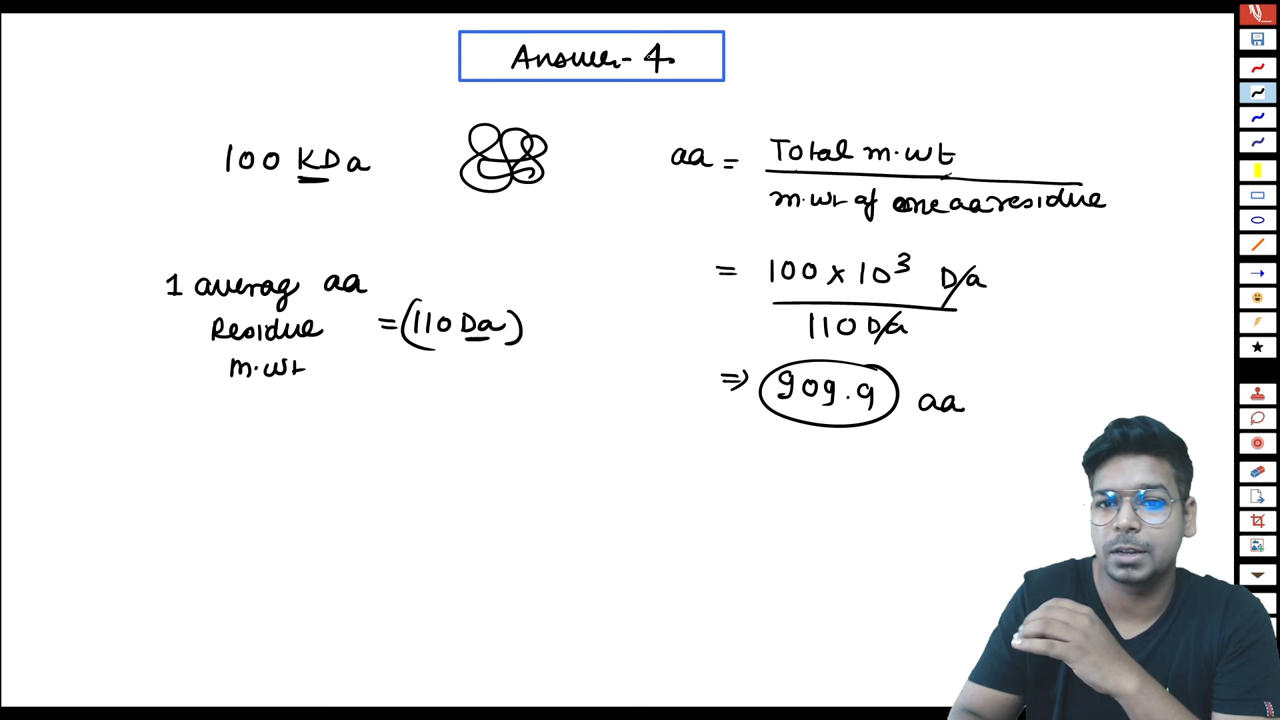 Answer-4
100 KDa
1 averag aa
Residue
m.wt
=(110 Da)
aa = Total m.wt
m.wt of one aa residue
= 100 x 10³ Da
110 Da
⇒ 909.9 aa